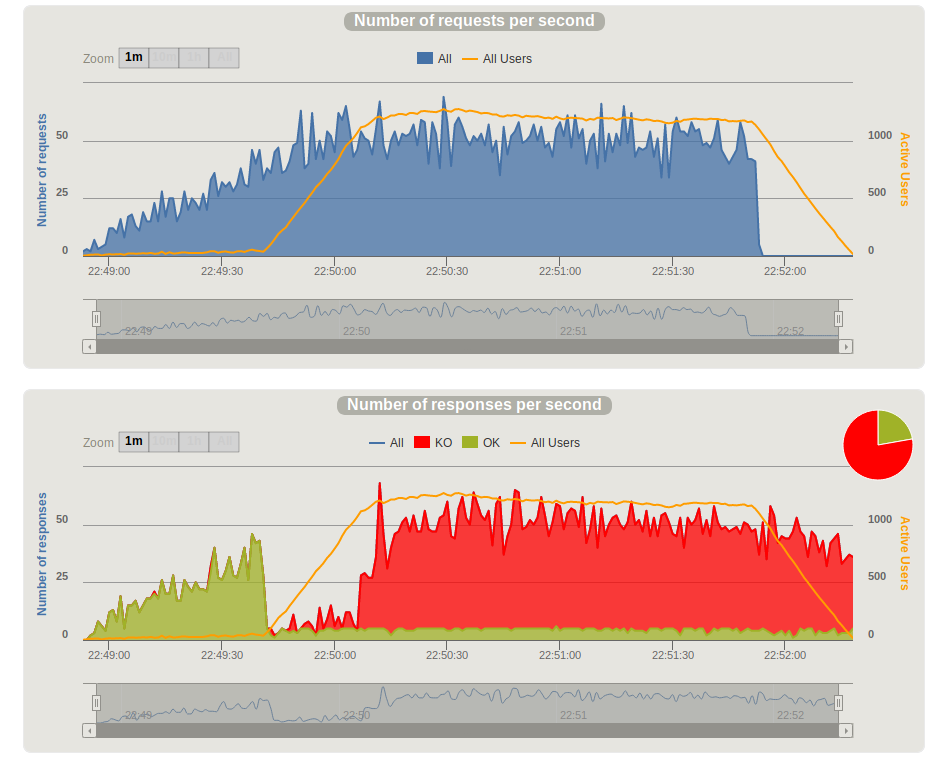 Number of requests per second
Zoom 1m 10m 1h All
All All Users
Number of requests
50
25
0
1000
500
0
Active Users
22:49:00 22:49:30 22:50:00 22:50:30 22:51:00 22:51:30 22:52:00
22:49 22:50 22:51 22:52
Number of responses per second
Zoom 1m 10m 1h All
All KO OK All Users
Number of responses
50
25
0
1000
500
0
Active Users
22:49:00 22:49:30 22:50:00 22:50:30 22:51:00 22:51:30 22:52:00
22:49 22:50 22:51 22:52